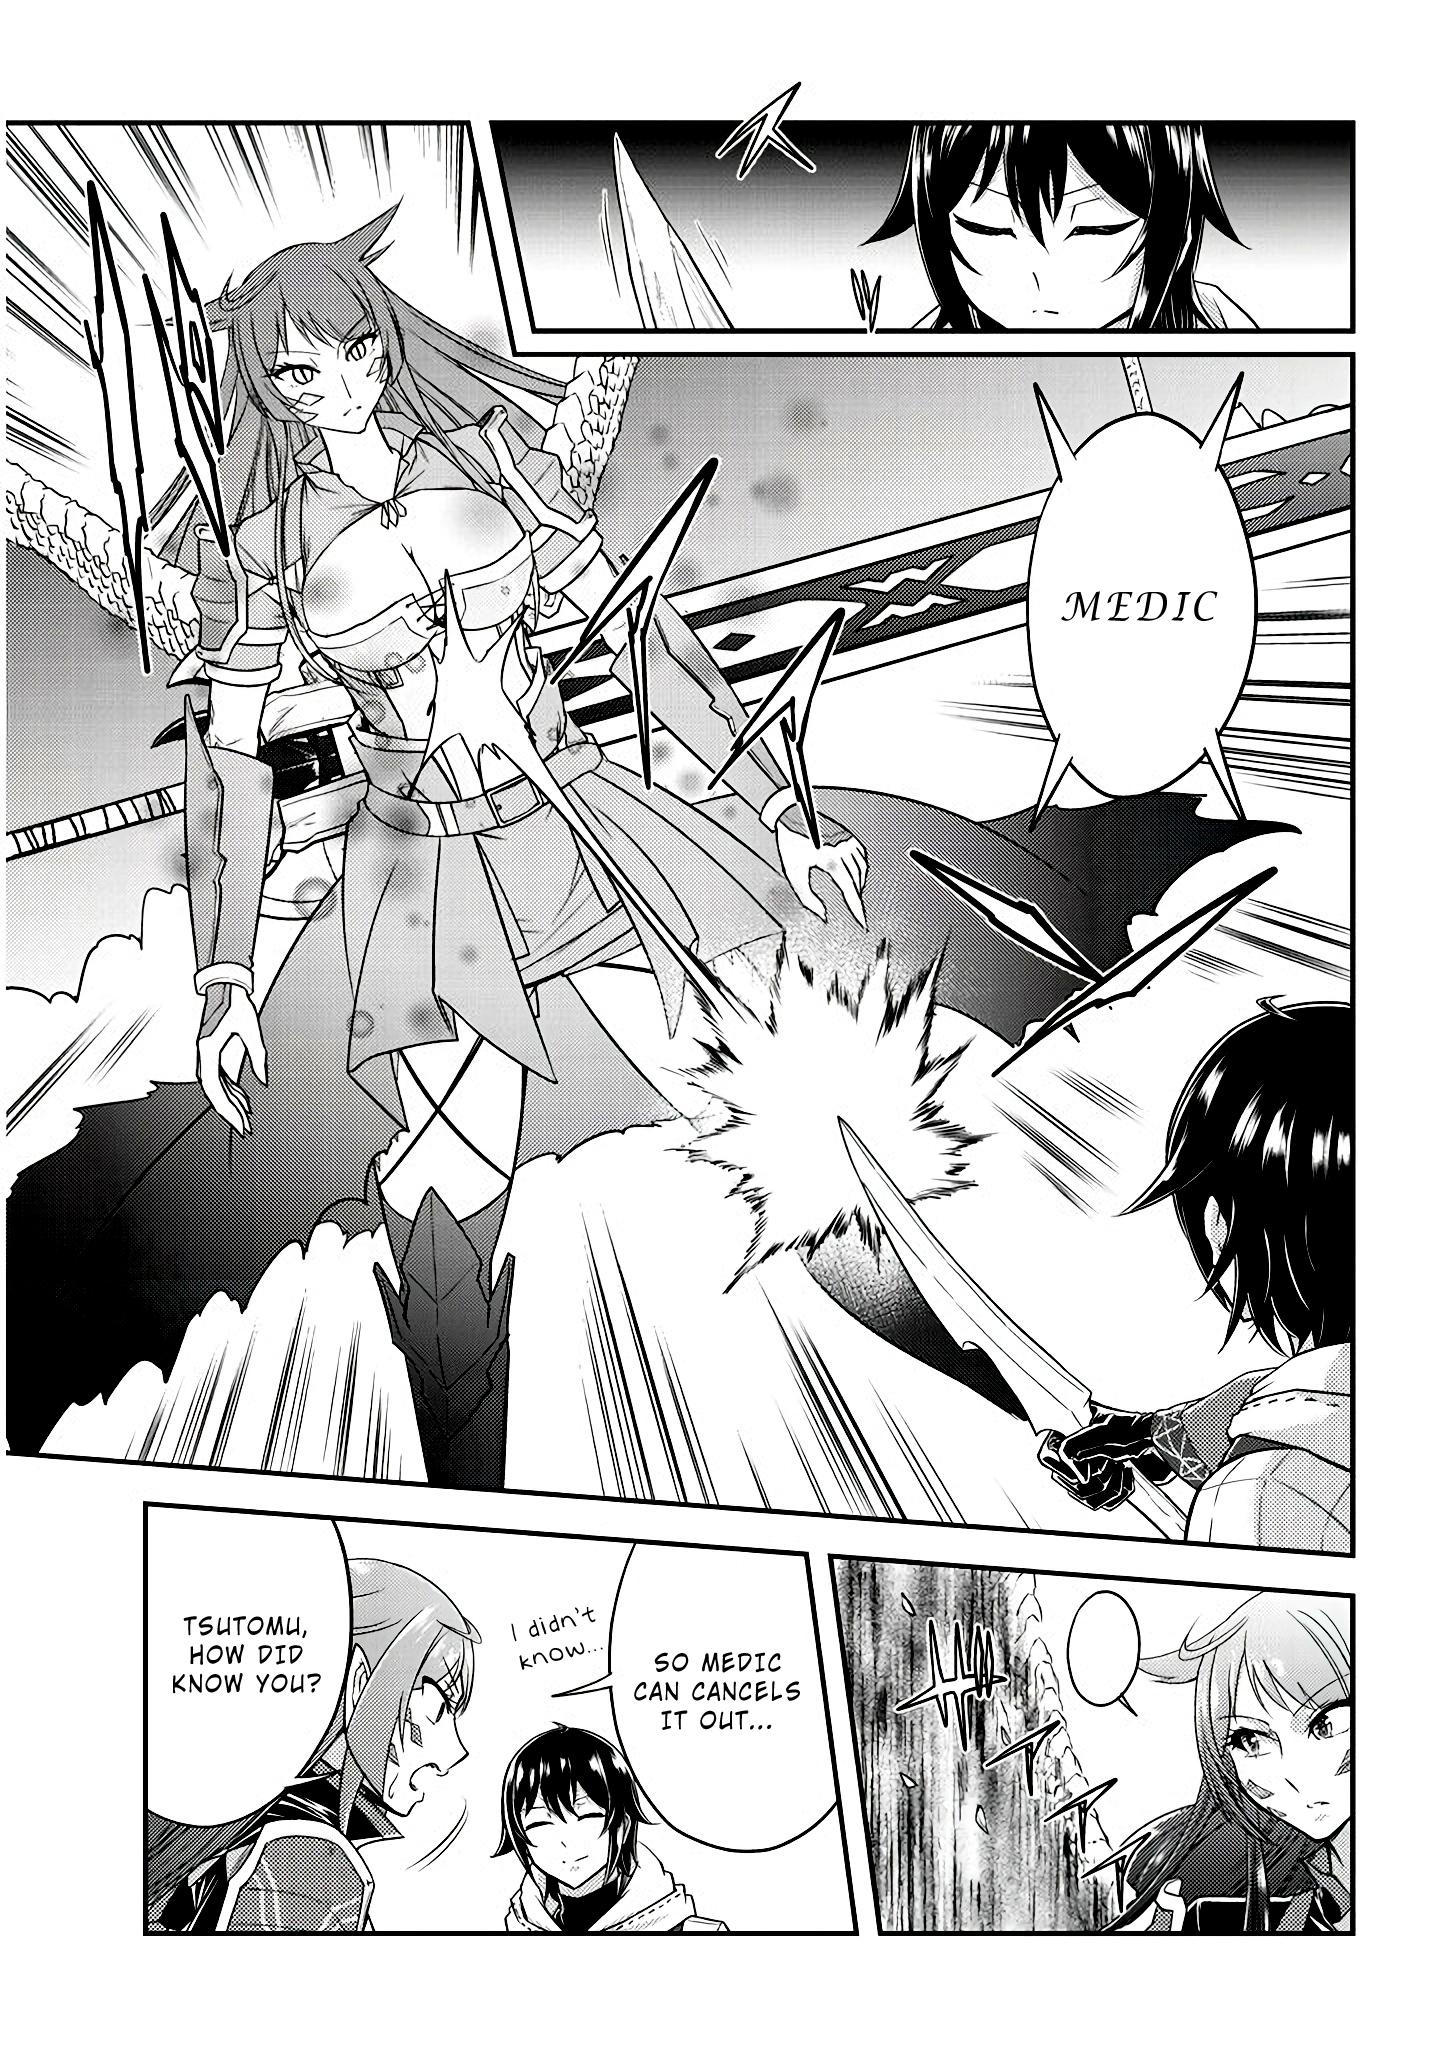 MEDIC
SO MEDIC
CAN CANCELS
IT OUT...
I didn't
know...
TSUTOMU,
HOW DID
KNOW YOU?